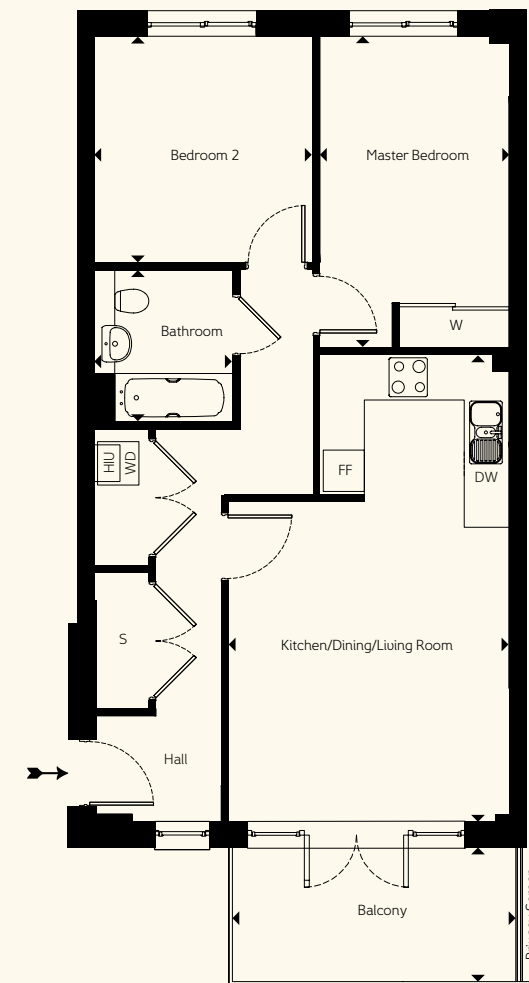 Bedroom 2
Master Bedroom
Bathroom
W
HIU
WD
FF
DW
S
Kitchen/Dining/Living Room
Hall
Balcony